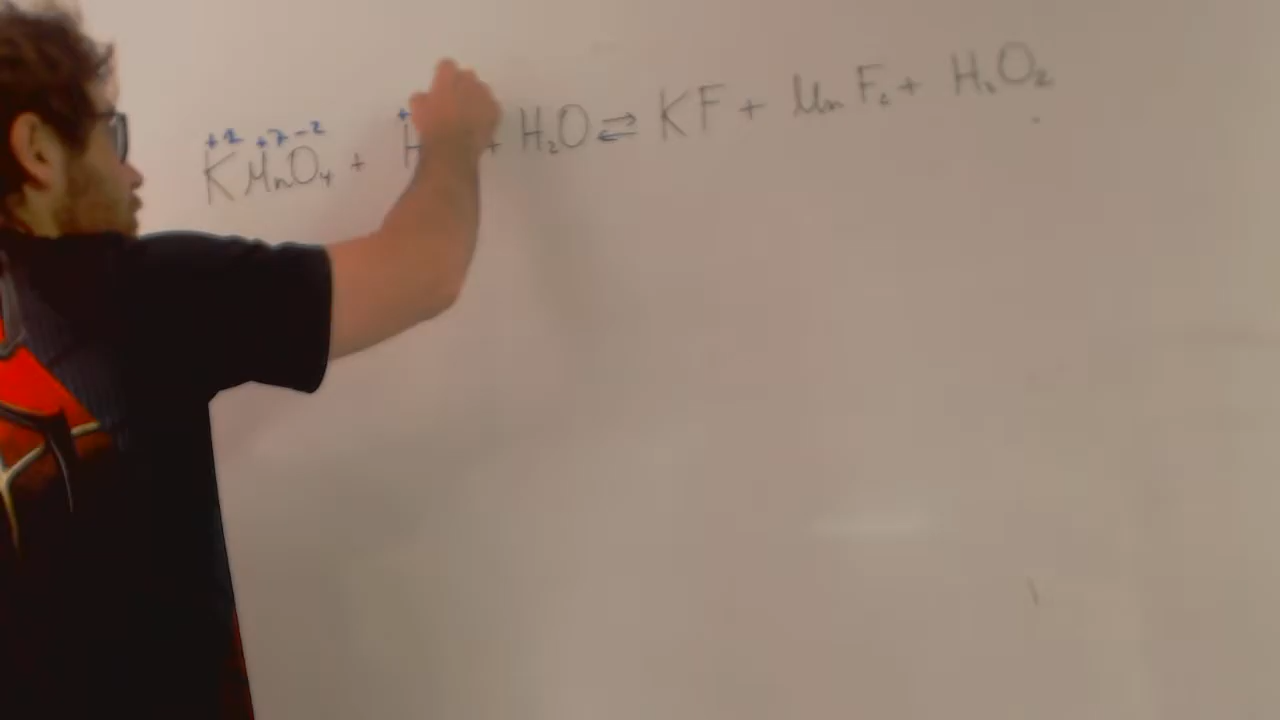 +1 +7 -2 +
KMnO₄ + H + H₂O ⇄ KF + MnF₂ + H₂O₂